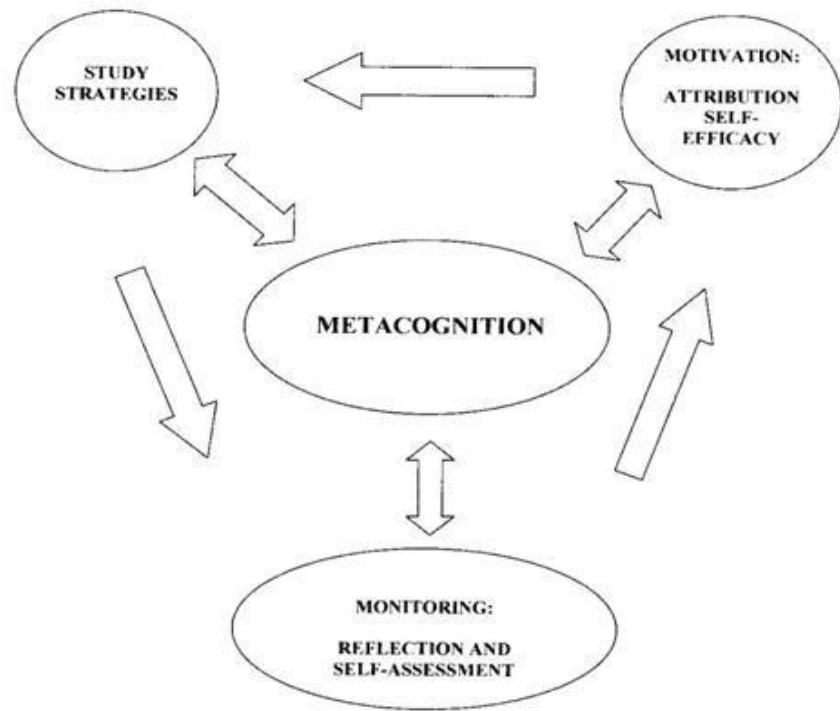 STUDY
STRATEGIES
MOTIVATION:
ATTRIBUTION
SELF-
EFFICACY
METACOGNITION
MONITORING:
REFLECTION AND
SELF-ASSESSMENT